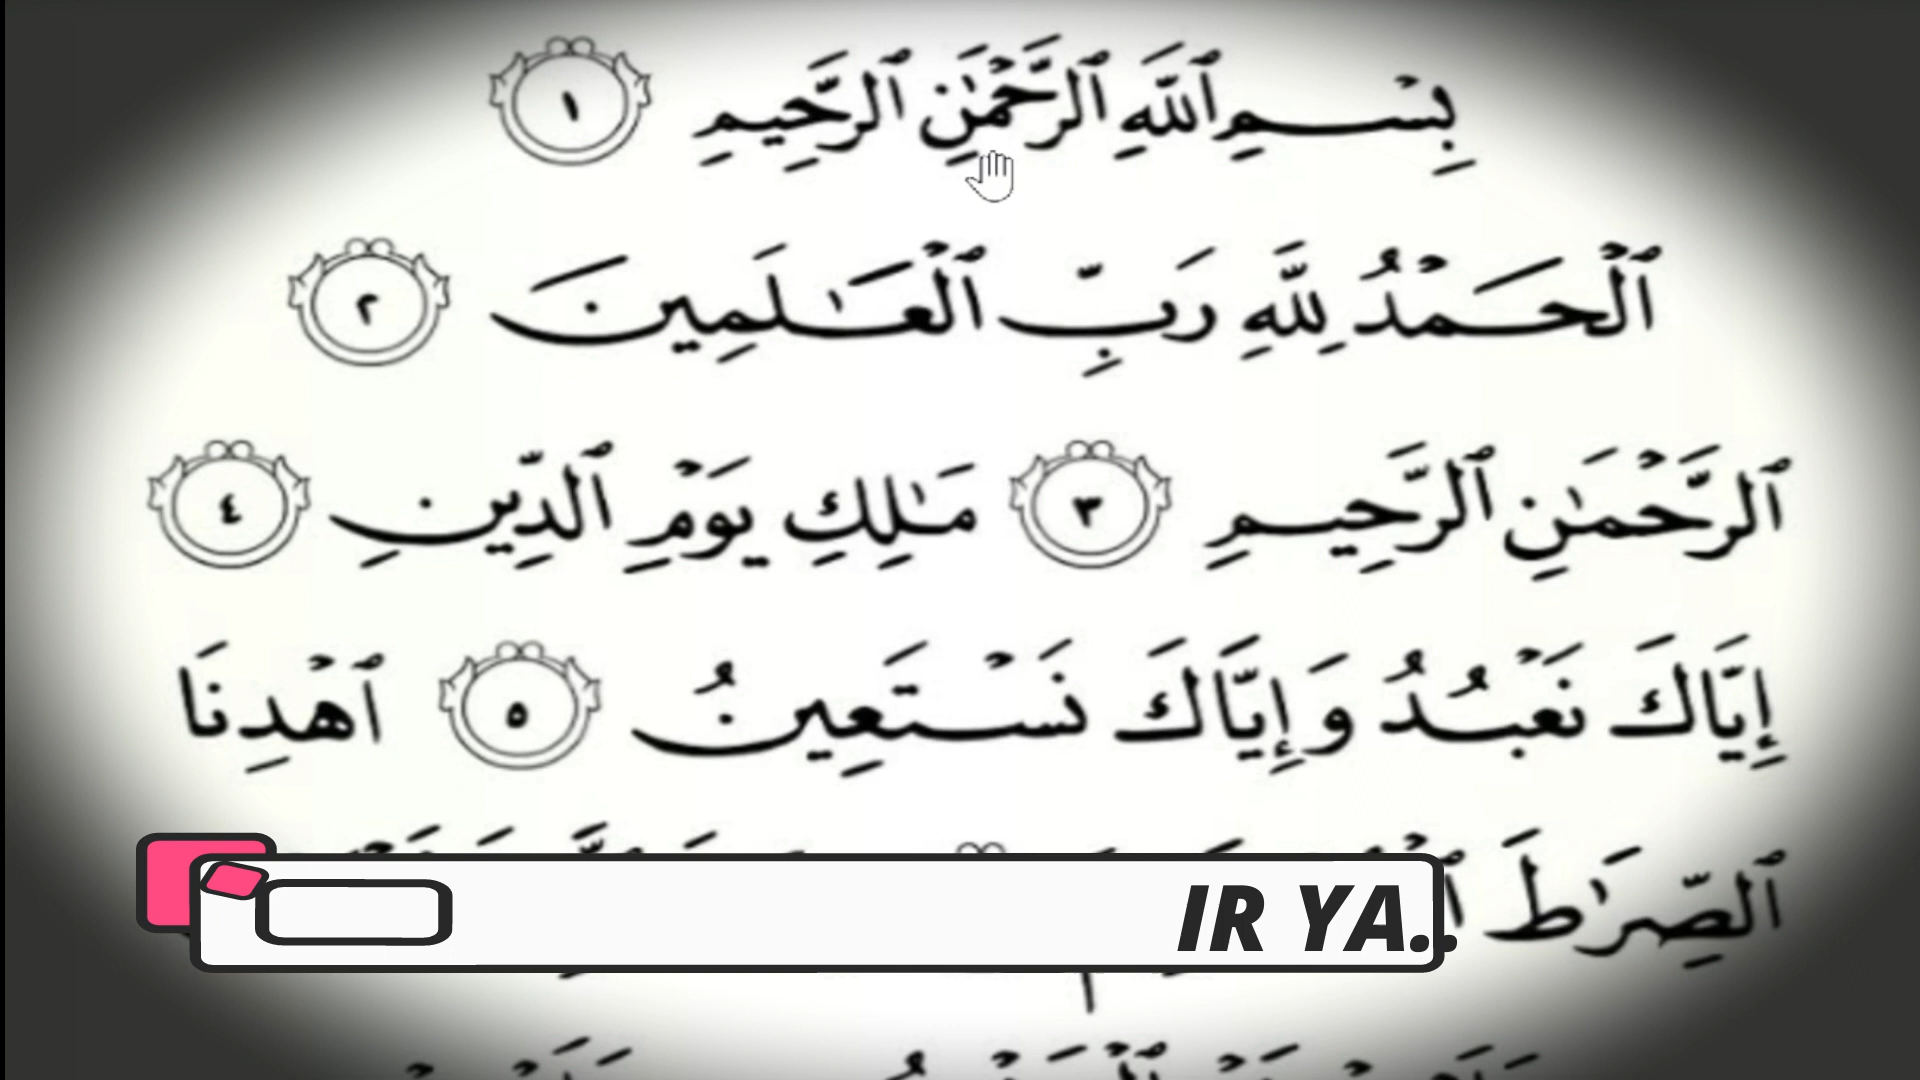 بِسْمِ ٱللَّهِ ٱلرَّحْمَٰنِ ٱلرَّحِيمِ ١
ٱلْحَمْدُ لِلَّهِ رَبِّ ٱلْعَٰلَمِينَ ٢
ٱلرَّحْمَٰنِ ٱلرَّحِيمِ ٣ مَٰلِكِ يَوْمِ ٱلدِّينِ ٤
إِيَّاكَ نَعْبُدُ وَإِيَّاكَ نَسْتَعِينُ ٥ ٱهْدِنَا
ٱلصِّرَٰطَ
IR YA..